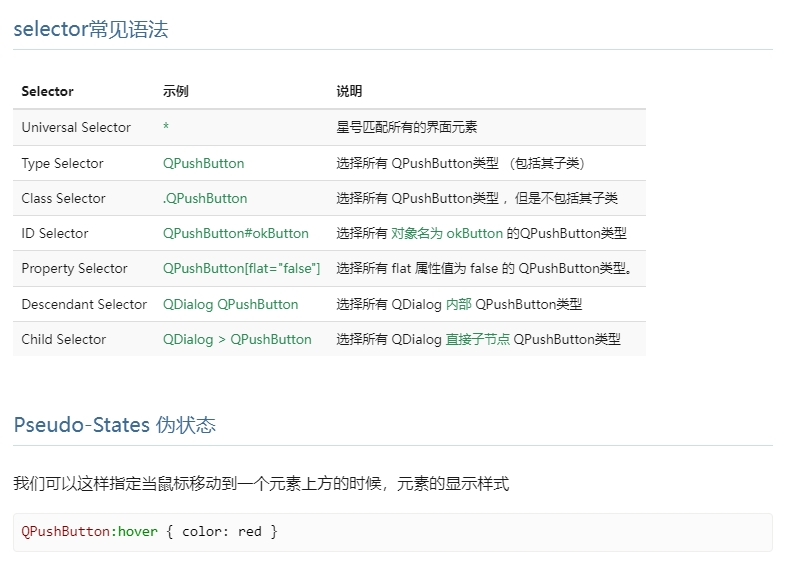 selector常见语法
Selector 示例 说明
Universal Selector * 星号匹配所有的界面元素
Type Selector QPushButton 选择所有 QPushButton类型 （包括其子类）
Class Selector .QPushButton 选择所有 QPushButton类型 ，但是不包括其子类
ID Selector QPushButton#okButton 选择所有 对象名为 okButton 的QPushButton类型
Property Selector QPushButton[flat="false"] 选择所有 flat 属性值为 false 的 QPushButton类型。
Descendant Selector QDialog QPushButton 选择所有 QDialog 内部 QPushButton类型
Child Selector QDialog > QPushButton 选择所有 QDialog 直接子节点 QPushButton类型
Pseudo-States 伪状态
我们可以这样指定当鼠标移动到一个元素上方的时候，元素的显示样式
QPushButton:hover { color: red }